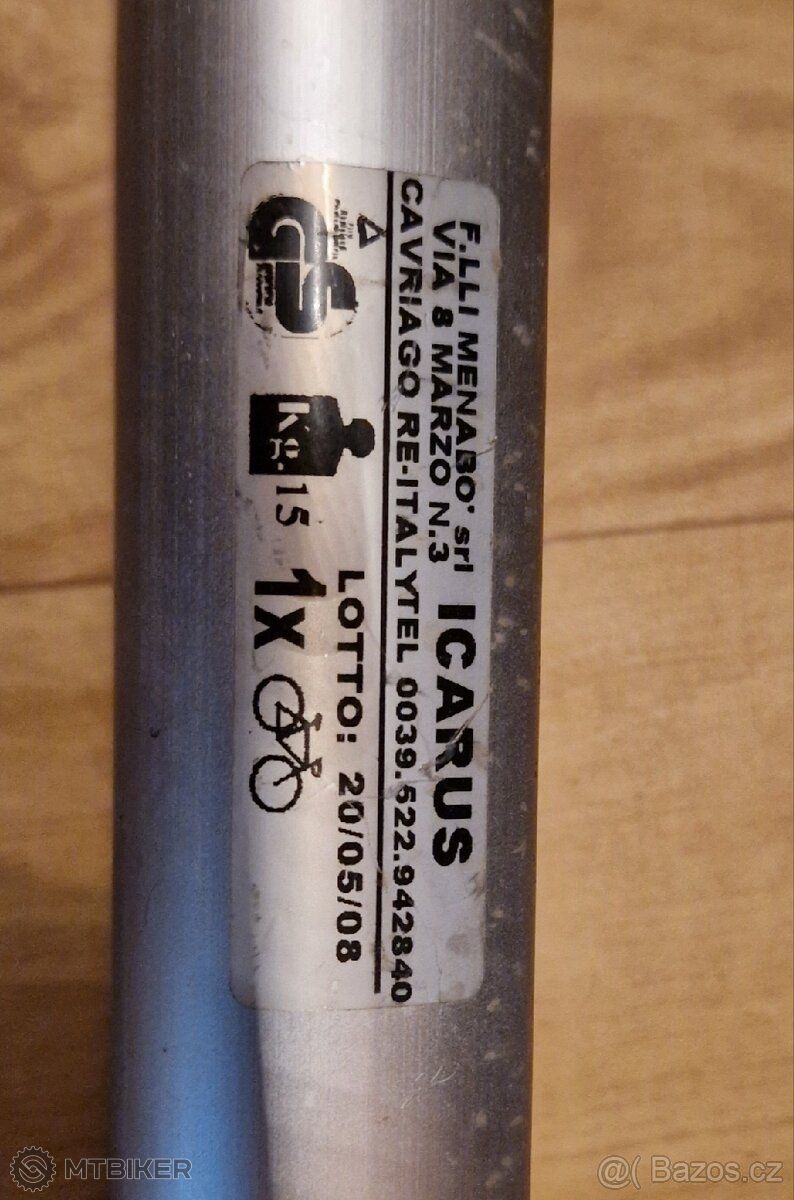 F.LLI MENABO' srl ICARUS
VIA 8 MARZO N.3
CAVRIAGO RE-ITALYTEL 0039.522.942840
GS
LOTTO: 20/05/08
Kg. 15
1X
MTBIKER
@( Bazos.cz